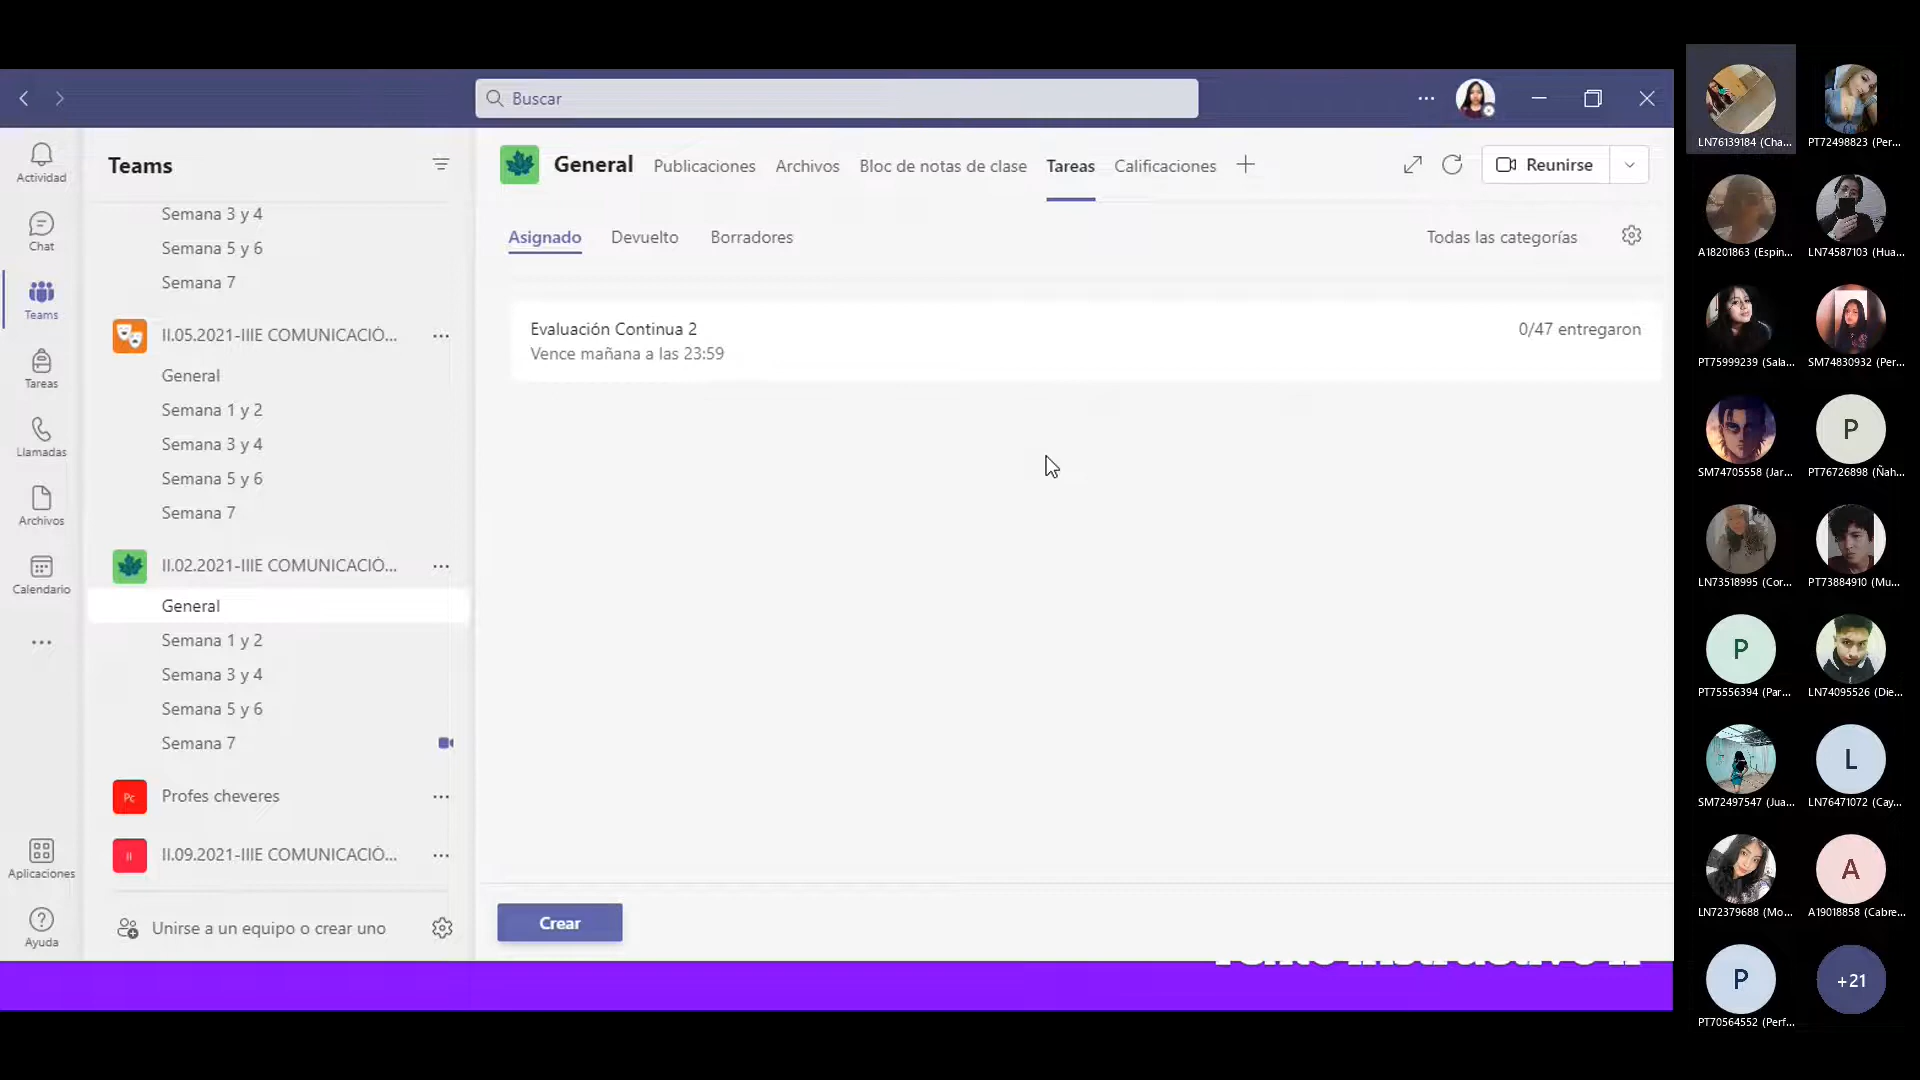 Buscar
Actividad
Chat
Teams
Tareas
Llamadas
Archivos
Calendario
Aplicaciones
Ayuda
Teams
Semana 3 y 4
Semana 5 y 6
Semana 7
II.05.2021-IIIE COMUNICACIÓ...
General
Semana 1 y 2
Semana 3 y 4
Semana 5 y 6
Semana 7
II.02.2021-IIIE COMUNICACIÓ...
General
Semana 1 y 2
Semana 3 y 4
Semana 5 y 6
Semana 7
Pc Profes cheveres
II II.09.2021-IIIE COMUNICACIÓ...
Unirse a un equipo o crear uno
General Publicaciones Archivos Bloc de notas de clase Tareas Calificaciones
Reunirse
Asignado Devuelto Borradores Todas las categorías
Evaluación Continua 2 0/47 entregaron
Vence mañana a las 23:59
Crear
LN76139184 (Cha... PT72498823 (Per...
A18201863 (Espin... LN74587103 (Hua...
PT75999239 (Sala... SM74830932 (Per...
P
SM74705558 (Jar... PT76726898 (Ñah...
LN73518995 (Cor... PT73884910 (Mu...
P
PT75556394 (Par... LN74095526 (Die...
L
SM72497547 (Jua... LN76471072 (Cay...
A
LN72379688 (Mo... A19018858 (Cabre...
P +21
PT70564552 (Perf...